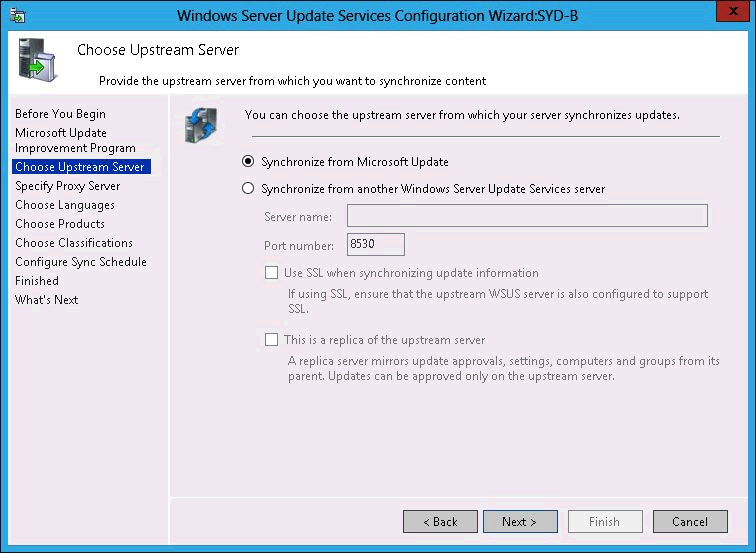 Windows Server Update Services Configuration Wizard:SYD-B
x
Choose Upstream Server
Provide the upstream server from which you want to synchronize content
Before You Begin
Microsoft Update
Improvement Program
Choose Upstream Server
Specify Proxy Server
Choose Languages
Choose Products
Choose Classifications
Configure Sync Schedule
Finished
What's Next
You can choose the upstream server from which your server synchronizes updates.
Synchronize from Microsoft Update
Synchronize from another Windows Server Update Services server
Server name:
Port number: 8530
Use SSL when synchronizing update information
If using SSL, ensure that the upstream WSUS server is also configured to support
SSL.
This is a replica of the upstream server
A replica server mirrors update approvals, settings, computers and groups from its
parent. Updates can be approved only on the upstream server.
< Back Next > Finish Cancel